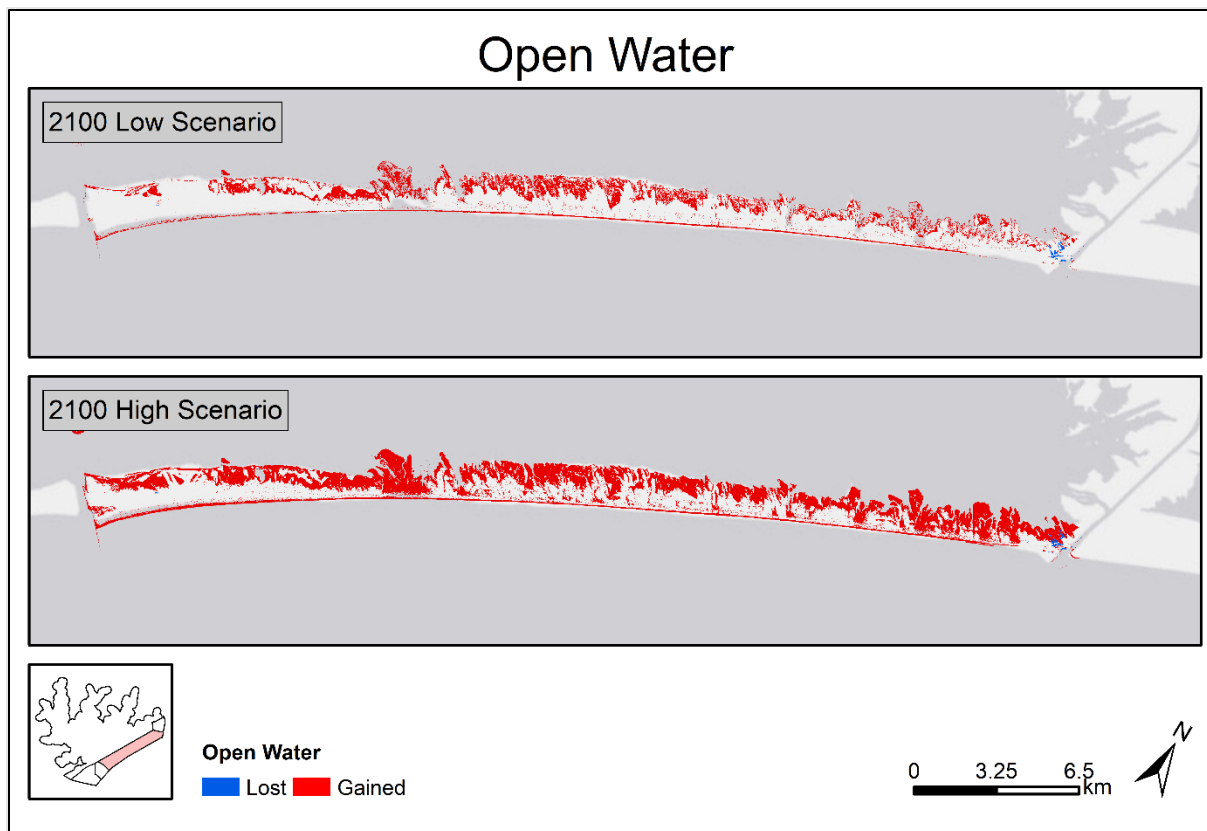 Open Water
2100 Low Scenario
2100 High Scenario
Open Water
Lost Gained
0 3.25 6.5
km
N